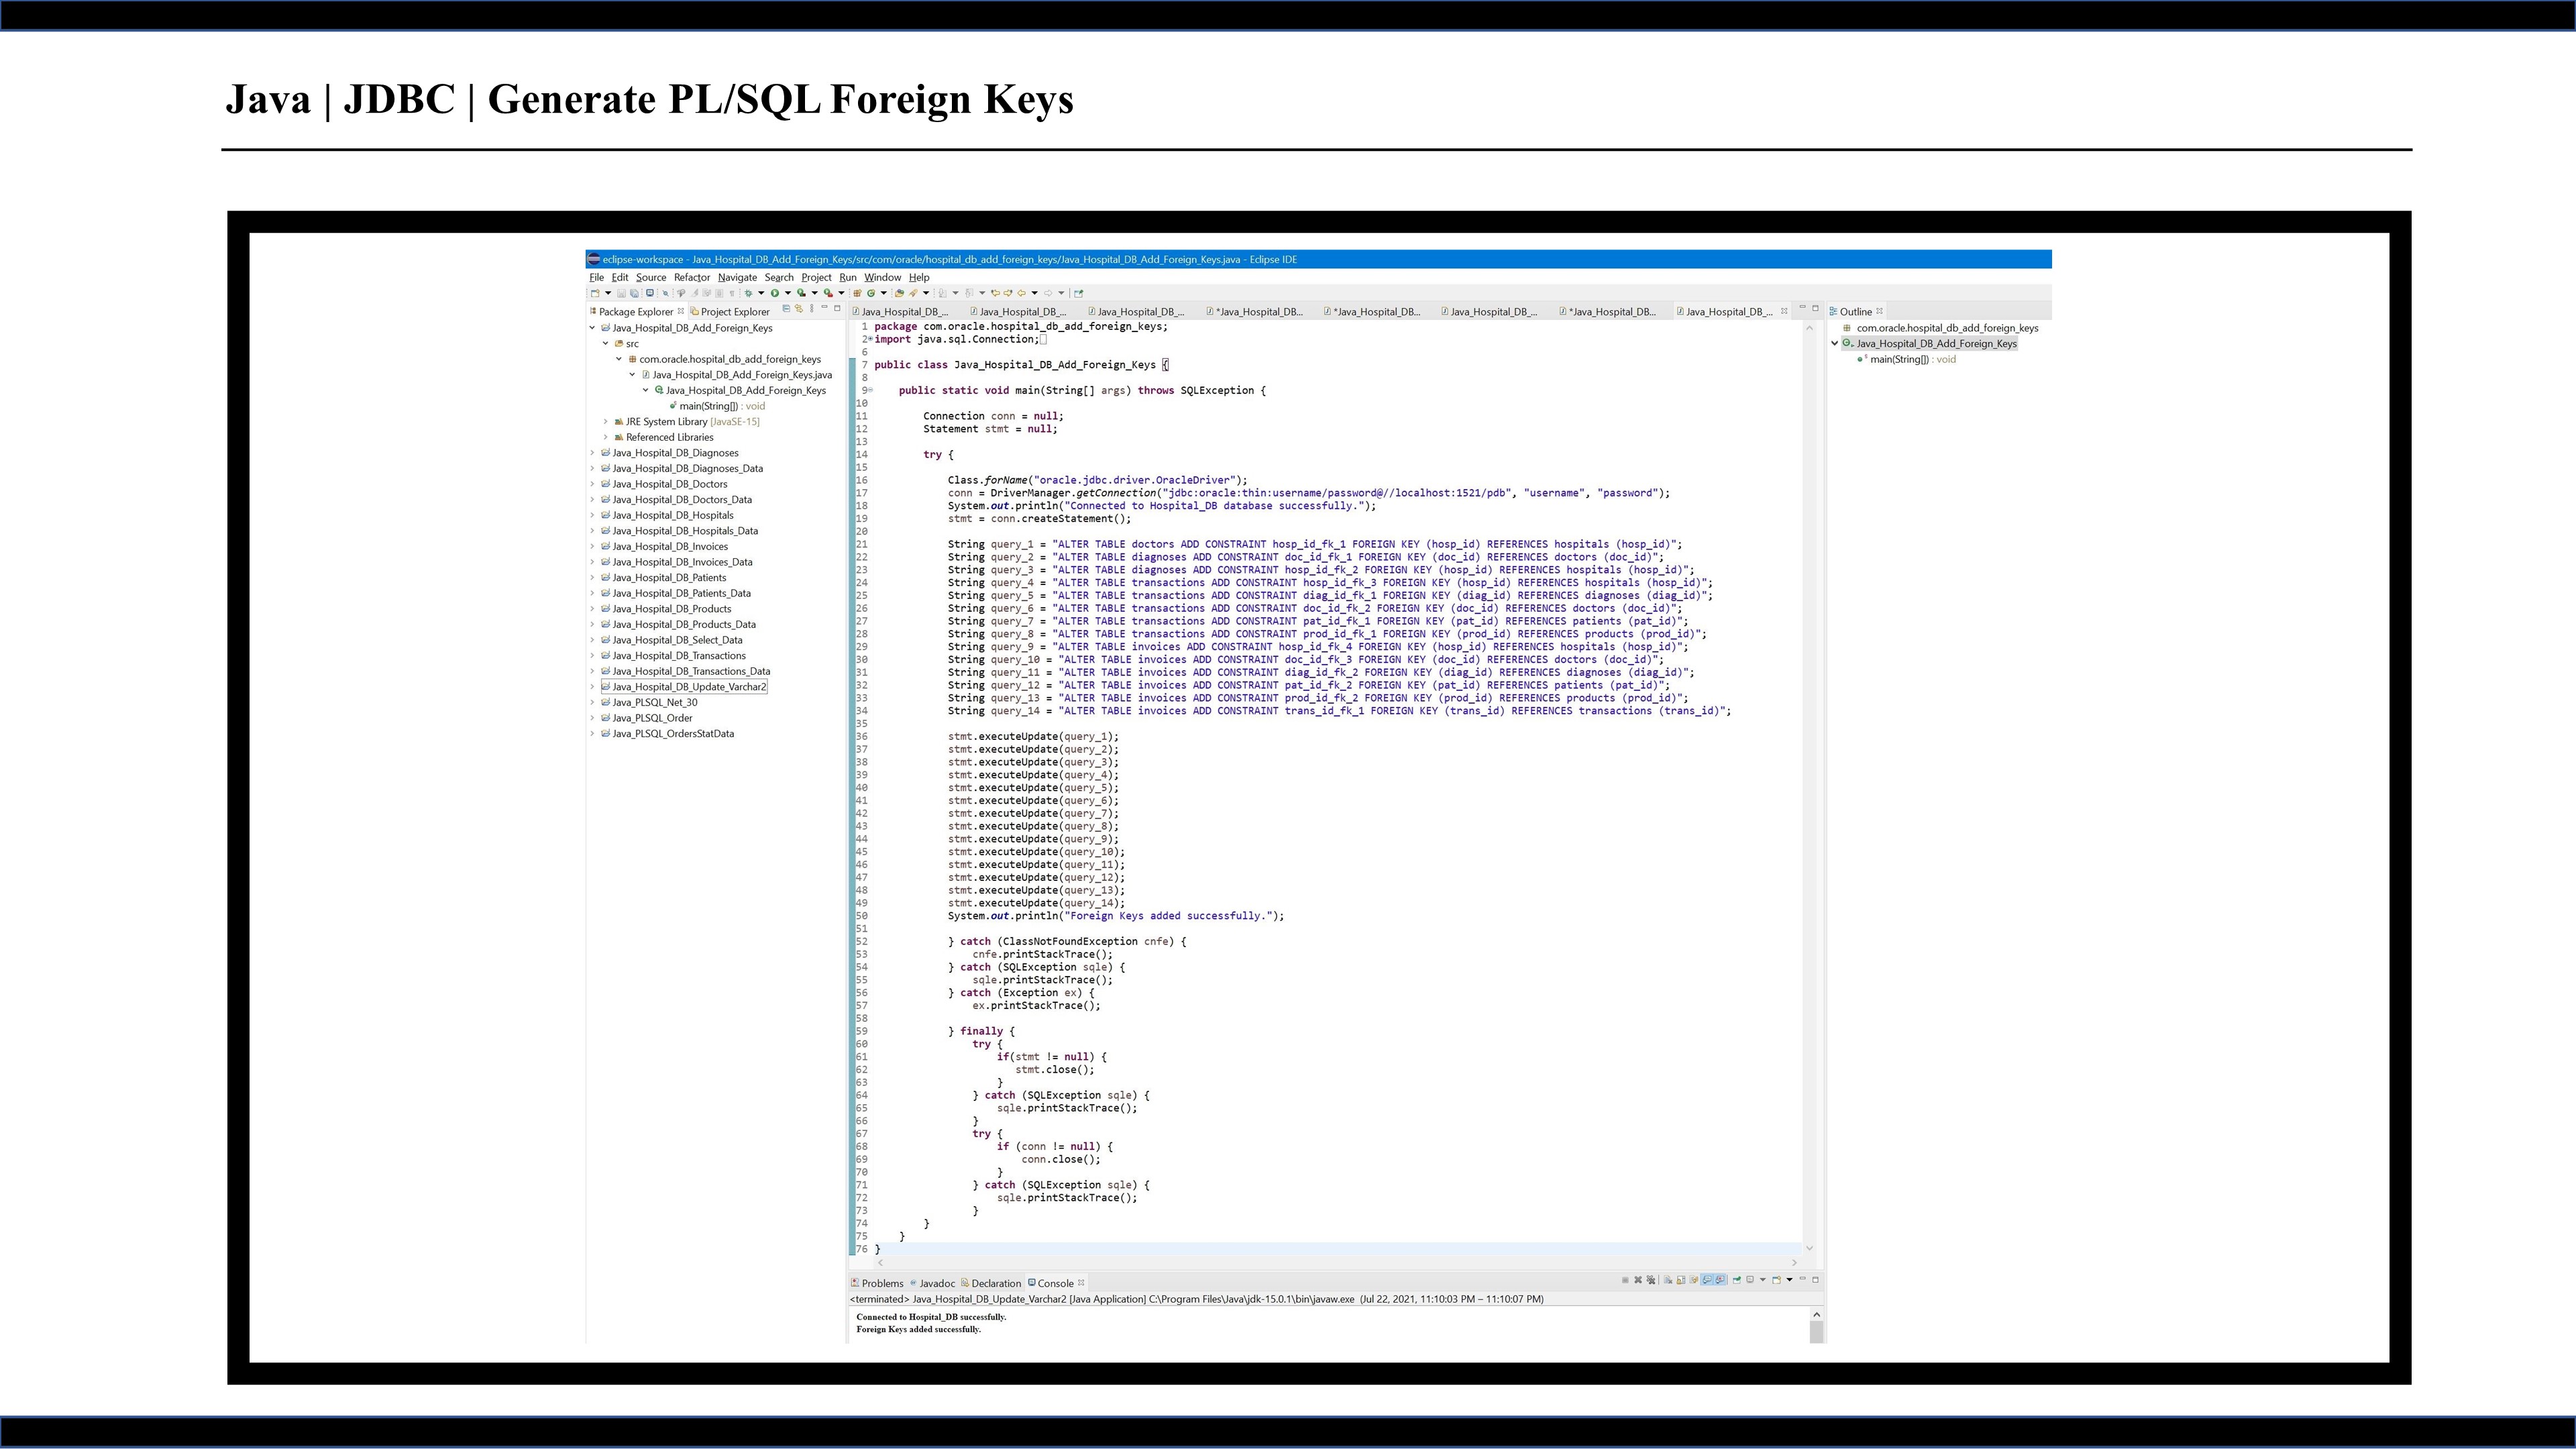 Java | JDBC | Generate PL/SQL Foreign Keys
eclipse-workspace - Java_Hospital_DB_Add_Foreign_Keys/src/com/oracle/hospital_db_add_foreign_keys/Java_Hospital_DB_Add_Foreign_Keys.java - Eclipse IDE
File Edit Source Refactor Navigate Search Project Run Window Help
Package Explorer Project Explorer
Java_Hospital_DB_Add_Foreign_Keys
src
com.oracle.hospital_db_add_foreign_keys
Java_Hospital_DB_Add_Foreign_Keys.java
Java_Hospital_DB_Add_Foreign_Keys
main(String[]) : void
JRE System Library [JavaSE-15]
Referenced Libraries
Java_Hospital_DB_Diagnoses
Java_Hospital_DB_Diagnoses_Data
Java_Hospital_DB_Doctors
Java_Hospital_DB_Doctors_Data
Java_Hospital_DB_Hospitals
Java_Hospital_DB_Hospitals_Data
Java_Hospital_DB_Invoices
Java_Hospital_DB_Invoices_Data
Java_Hospital_DB_Patients
Java_Hospital_DB_Patients_Data
Java_Hospital_DB_Products
Java_Hospital_DB_Products_Data
Java_Hospital_DB_Select_Data
Java_Hospital_DB_Transactions
Java_Hospital_DB_Transactions_Data
Java_Hospital_DB_Update_Varchar2
Java_PLSQL_Net_30
Java_PLSQL_Order
Java_PLSQL_OrdersStatData
Java_Hospital_DB_... Java_Hospital_DB_... Java_Hospital_DB_... *Java_Hospital_DB... *Java_Hospital_DB... Java_Hospital_DB_... *Java_Hospital_DB... Java_Hospital_DB_...
1 package com.oracle.hospital_db_add_foreign_keys;
2 import java.sql.Connection;
6
7 public class Java_Hospital_DB_Add_Foreign_Keys {
8
9 public static void main(String[] args) throws SQLException {
10
11 Connection conn = null;
12 Statement stmt = null;
13
14 try {
15
16 Class.forName("oracle.jdbc.driver.OracleDriver");
17 conn = DriverManager.getConnection("jdbc:oracle:thin:username/password@//localhost:1521/pdb", "username", "password");
18 System.out.println("Connected to Hospital_DB database successfully.");
19 stmt = conn.createStatement();
20
21 String query_1 = "ALTER TABLE doctors ADD CONSTRAINT hosp_id_fk_1 FOREIGN KEY (hosp_id) REFERENCES hospitals (hosp_id)";
22 String query_2 = "ALTER TABLE diagnoses ADD CONSTRAINT doc_id_fk_1 FOREIGN KEY (doc_id) REFERENCES doctors (doc_id)";
23 String query_3 = "ALTER TABLE diagnoses ADD CONSTRAINT hosp_id_fk_2 FOREIGN KEY (hosp_id) REFERENCES hospitals (hosp_id)";
24 String query_4 = "ALTER TABLE transactions ADD CONSTRAINT hosp_id_fk_3 FOREIGN KEY (hosp_id) REFERENCES hospitals (hosp_id)";
25 String query_5 = "ALTER TABLE transactions ADD CONSTRAINT diag_id_fk_1 FOREIGN KEY (diag_id) REFERENCES diagnoses (diag_id)";
26 String query_6 = "ALTER TABLE transactions ADD CONSTRAINT doc_id_fk_2 FOREIGN KEY (doc_id) REFERENCES doctors (doc_id)";
27 String query_7 = "ALTER TABLE transactions ADD CONSTRAINT pat_id_fk_1 FOREIGN KEY (pat_id) REFERENCES patients (pat_id)";
28 String query_8 = "ALTER TABLE transactions ADD CONSTRAINT prod_id_fk_1 FOREIGN KEY (prod_id) REFERENCES products (prod_id)";
29 String query_9 = "ALTER TABLE invoices ADD CONSTRAINT hosp_id_fk_4 FOREIGN KEY (hosp_id) REFERENCES hospitals (hosp_id)";
30 String query_10 = "ALTER TABLE invoices ADD CONSTRAINT doc_id_fk_3 FOREIGN KEY (doc_id) REFERENCES doctors (doc_id)";
31 String query_11 = "ALTER TABLE invoices ADD CONSTRAINT diag_id_fk_2 FOREIGN KEY (diag_id) REFERENCES diagnoses (diag_id)";
32 String query_12 = "ALTER TABLE invoices ADD CONSTRAINT pat_id_fk_2 FOREIGN KEY (pat_id) REFERENCES patients (pat_id)";
33 String query_13 = "ALTER TABLE invoices ADD CONSTRAINT prod_id_fk_2 FOREIGN KEY (prod_id) REFERENCES products (prod_id)";
34 String query_14 = "ALTER TABLE invoices ADD CONSTRAINT trans_id_fk_1 FOREIGN KEY (trans_id) REFERENCES transactions (trans_id)";
35
36 stmt.executeUpdate(query_1);
37 stmt.executeUpdate(query_2);
38 stmt.executeUpdate(query_3);
39 stmt.executeUpdate(query_4);
40 stmt.executeUpdate(query_5);
41 stmt.executeUpdate(query_6);
42 stmt.executeUpdate(query_7);
43 stmt.executeUpdate(query_8);
44 stmt.executeUpdate(query_9);
45 stmt.executeUpdate(query_10);
46 stmt.executeUpdate(query_11);
47 stmt.executeUpdate(query_12);
48 stmt.executeUpdate(query_13);
49 stmt.executeUpdate(query_14);
50 System.out.println("Foreign Keys added successfully.");
51
52 } catch (ClassNotFoundException cnfe) {
53 cnfe.printStackTrace();
54 } catch (SQLException sqle) {
55 sqle.printStackTrace();
56 } catch (Exception ex) {
57 ex.printStackTrace();
58
59 } finally {
60 try {
61 if(stmt != null) {
62 stmt.close();
63 }
64 } catch (SQLException sqle) {
65 sqle.printStackTrace();
66 }
67 try {
68 if (conn != null) {
69 conn.close();
70 }
71 } catch (SQLException sqle) {
72 sqle.printStackTrace();
73 }
74 }
75 }
76 }
Outline
com.oracle.hospital_db_add_foreign_keys
Java_Hospital_DB_Add_Foreign_Keys
main(String[]) : void
Problems Javadoc Declaration Console
<terminated> Java_Hospital_DB_Update_Varchar2 [Java Application] C:\Program Files\Java\jdk-15.0.1\bin\javaw.exe (Jul 22, 2021, 11:10:03 PM – 11:10:07 PM)
Connected to Hospital_DB successfully.
Foreign Keys added successfully.